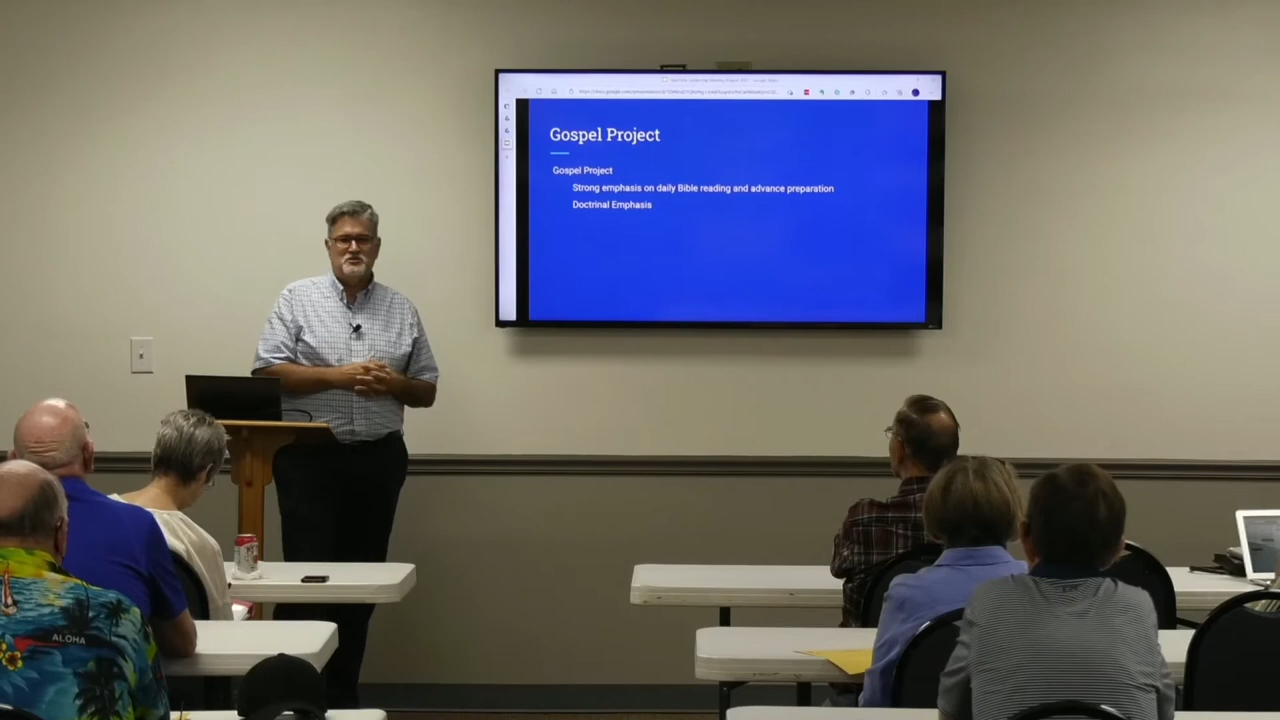 Gospel Project
Gospel Project
Strong emphasis on daily Bible reading and advance preparation
Doctrinal Emphasis
ALOHA